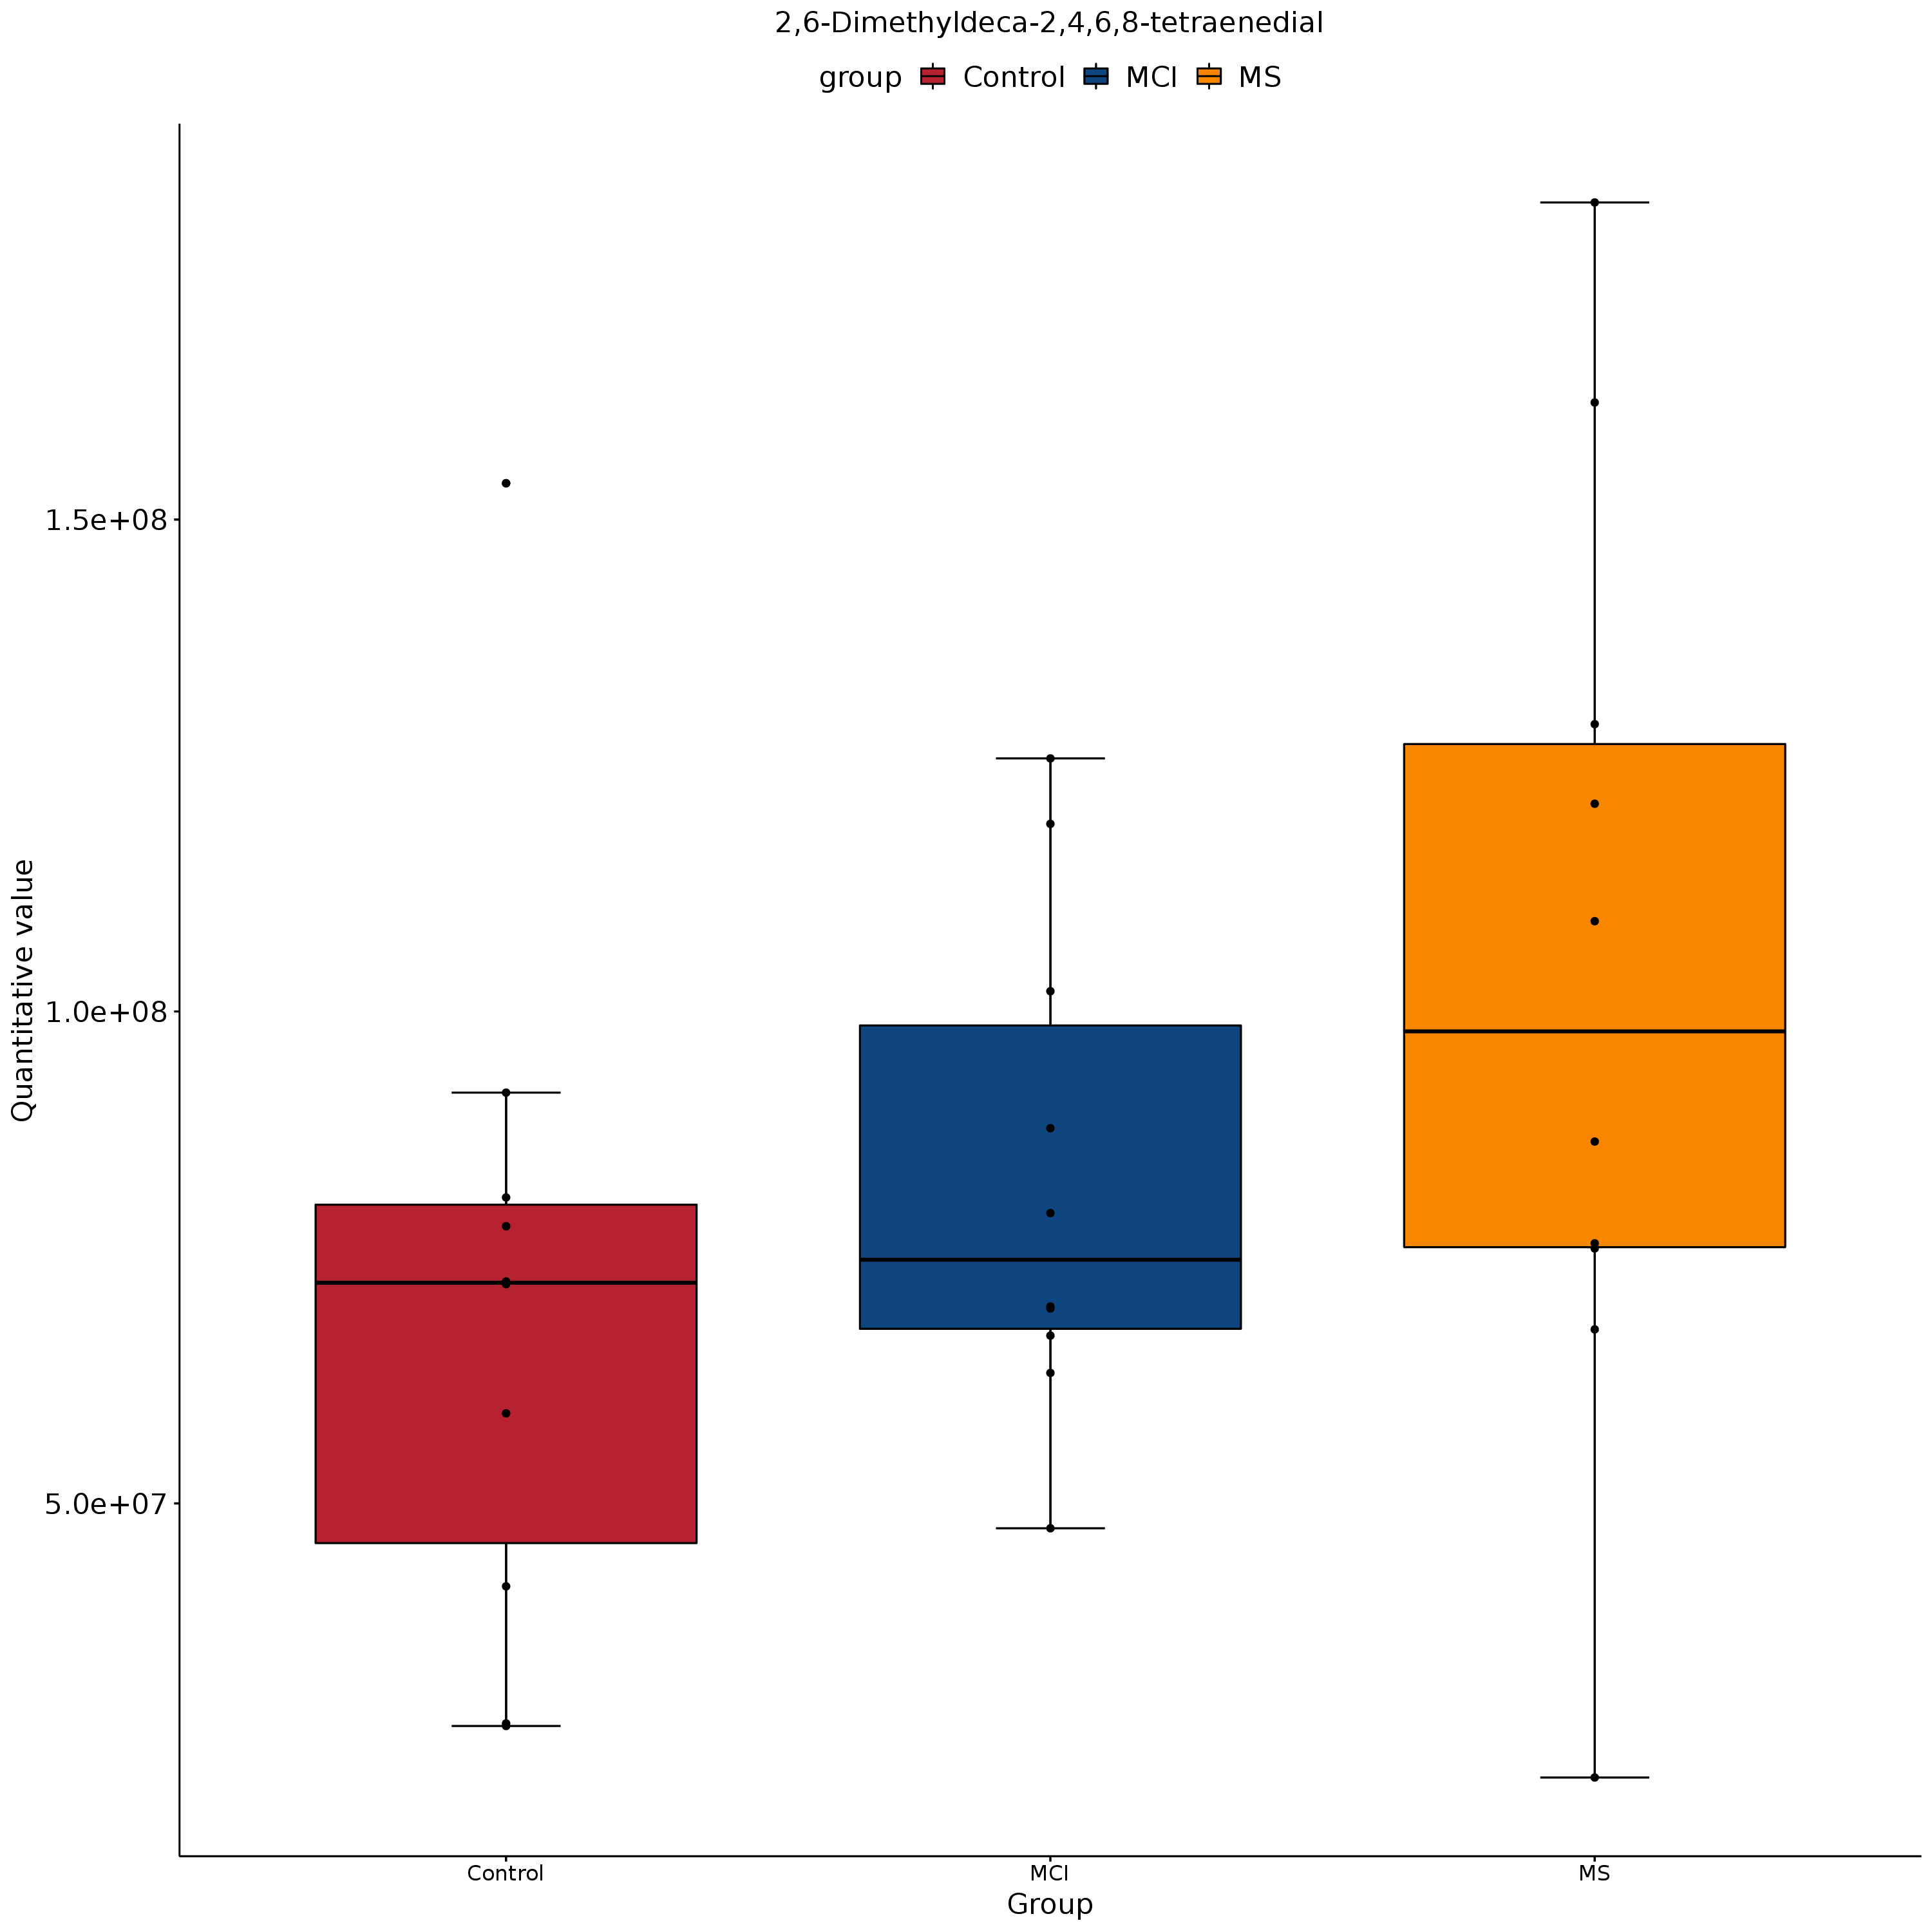 2,6-Dimethyldeca-2,4,6,8-tetraenedial
group Control MCI MS
Quantitative value
1.5e+08
1.0e+08
5.0e+07
Control MCI MS
Group